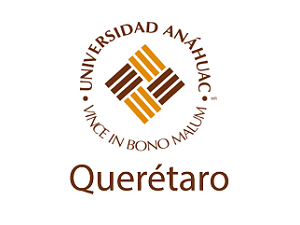 • UNIVERSIDAD ANÁHUAC •
VINCE IN BONO MALUM
Querétaro